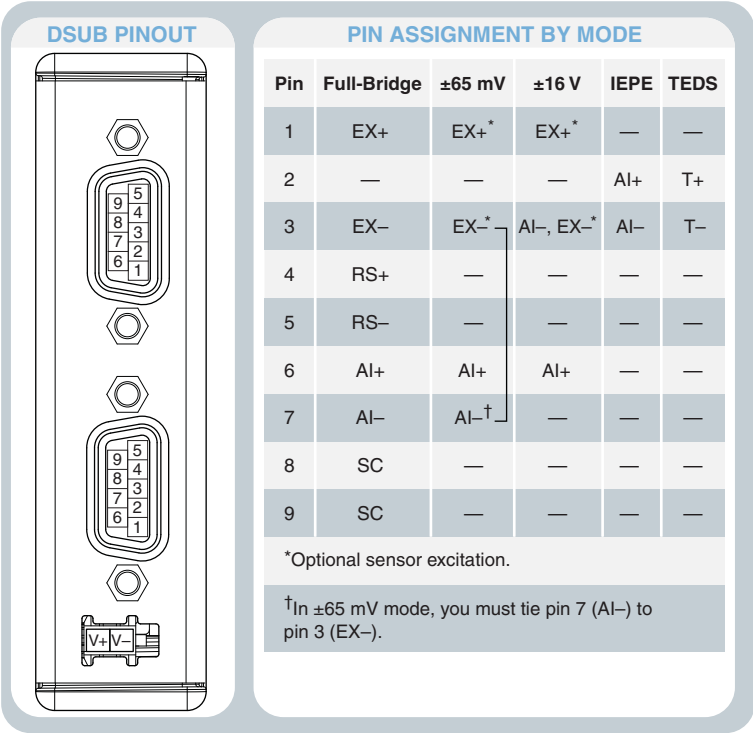 DSUB PINOUT
5
9
4
8
3
7
2
6
1
5
9
4
8
3
7
2
6
1
V+ V–
PIN ASSIGNMENT BY MODE
Pin Full-Bridge ±65 mV ±16 V IEPE TEDS
1 EX+ EX+* EX+* — —
2 — — — AI+ T+
3 EX– EX–* AI–, EX–* AI– T–
4 RS+ — — — —
5 RS– — — — —
6 AI+ AI+ AI+ — —
7 AI– AI–† — — —
8 SC — — — —
9 SC — — — —
*Optional sensor excitation.
†In ±65 mV mode, you must tie pin 7 (AI–) to
pin 3 (EX–).